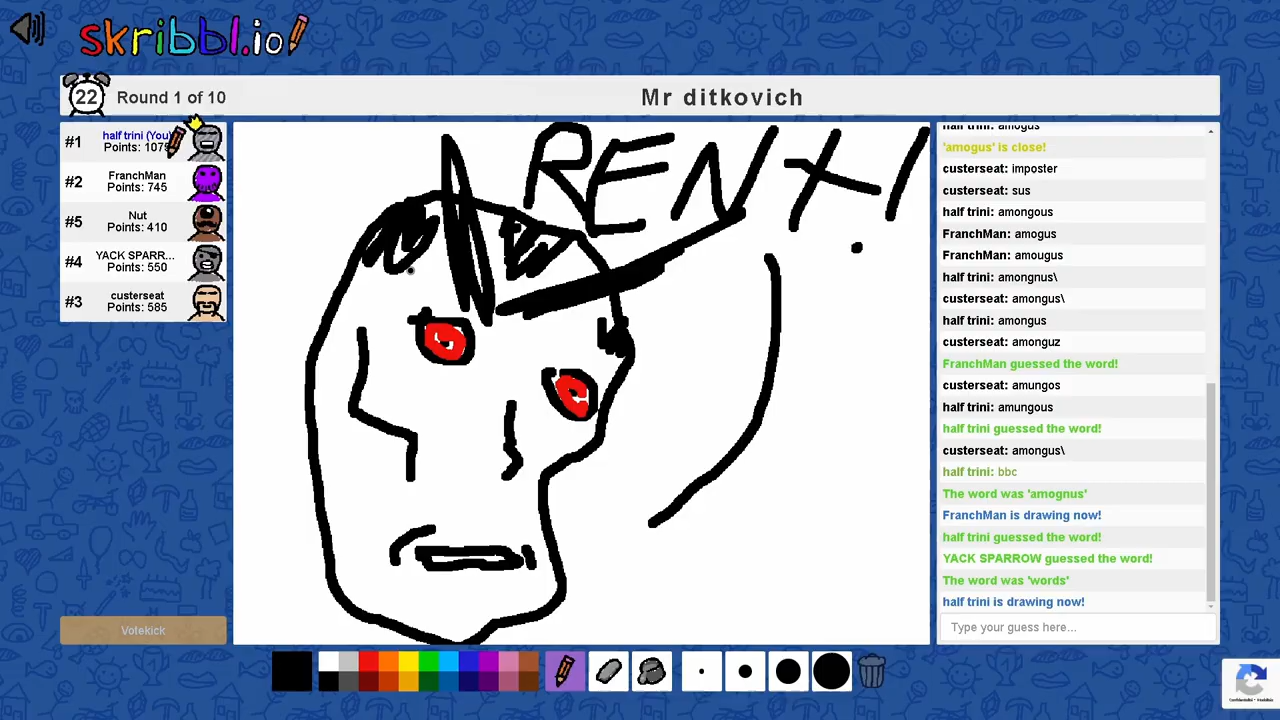 skribbl.io
22
Round 1 of 10
Mr ditkovich
#1
half trini (You)
Points: 1075
#2
FranchMan
Points: 745
#5
Nut
Points: 410
#4
YACK SPARR...
Points: 550
#3
custerseat
Points: 585
Votekick
RENT!
half trini: amogus
'amogus' is close!
custerseat: imposter
custerseat: sus
half trini: amongous
FranchMan: amogus
FranchMan: amougus
half trini: amongnus\
custerseat: amongus\
half trini: amongus
custerseat: amonguz
FranchMan guessed the word!
custerseat: amungos
half trini: amungous
half trini guessed the word!
custerseat: amongus\
half trini: bbc
The word was 'amognus'
FranchMan is drawing now!
half trini guessed the word!
YACK SPARROW guessed the word!
The word was 'words'
half trini is drawing now!
Type your guess here...